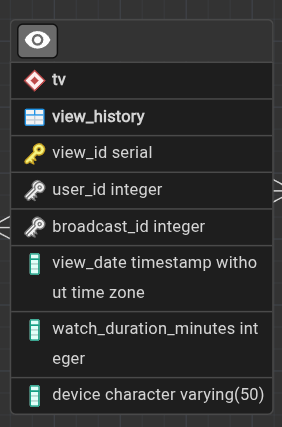 tv
view_history
view_id serial
user_id integer
broadcast_id integer
view_date timestamp witho
ut time zone
watch_duration_minutes int
eger
device character varying(50)